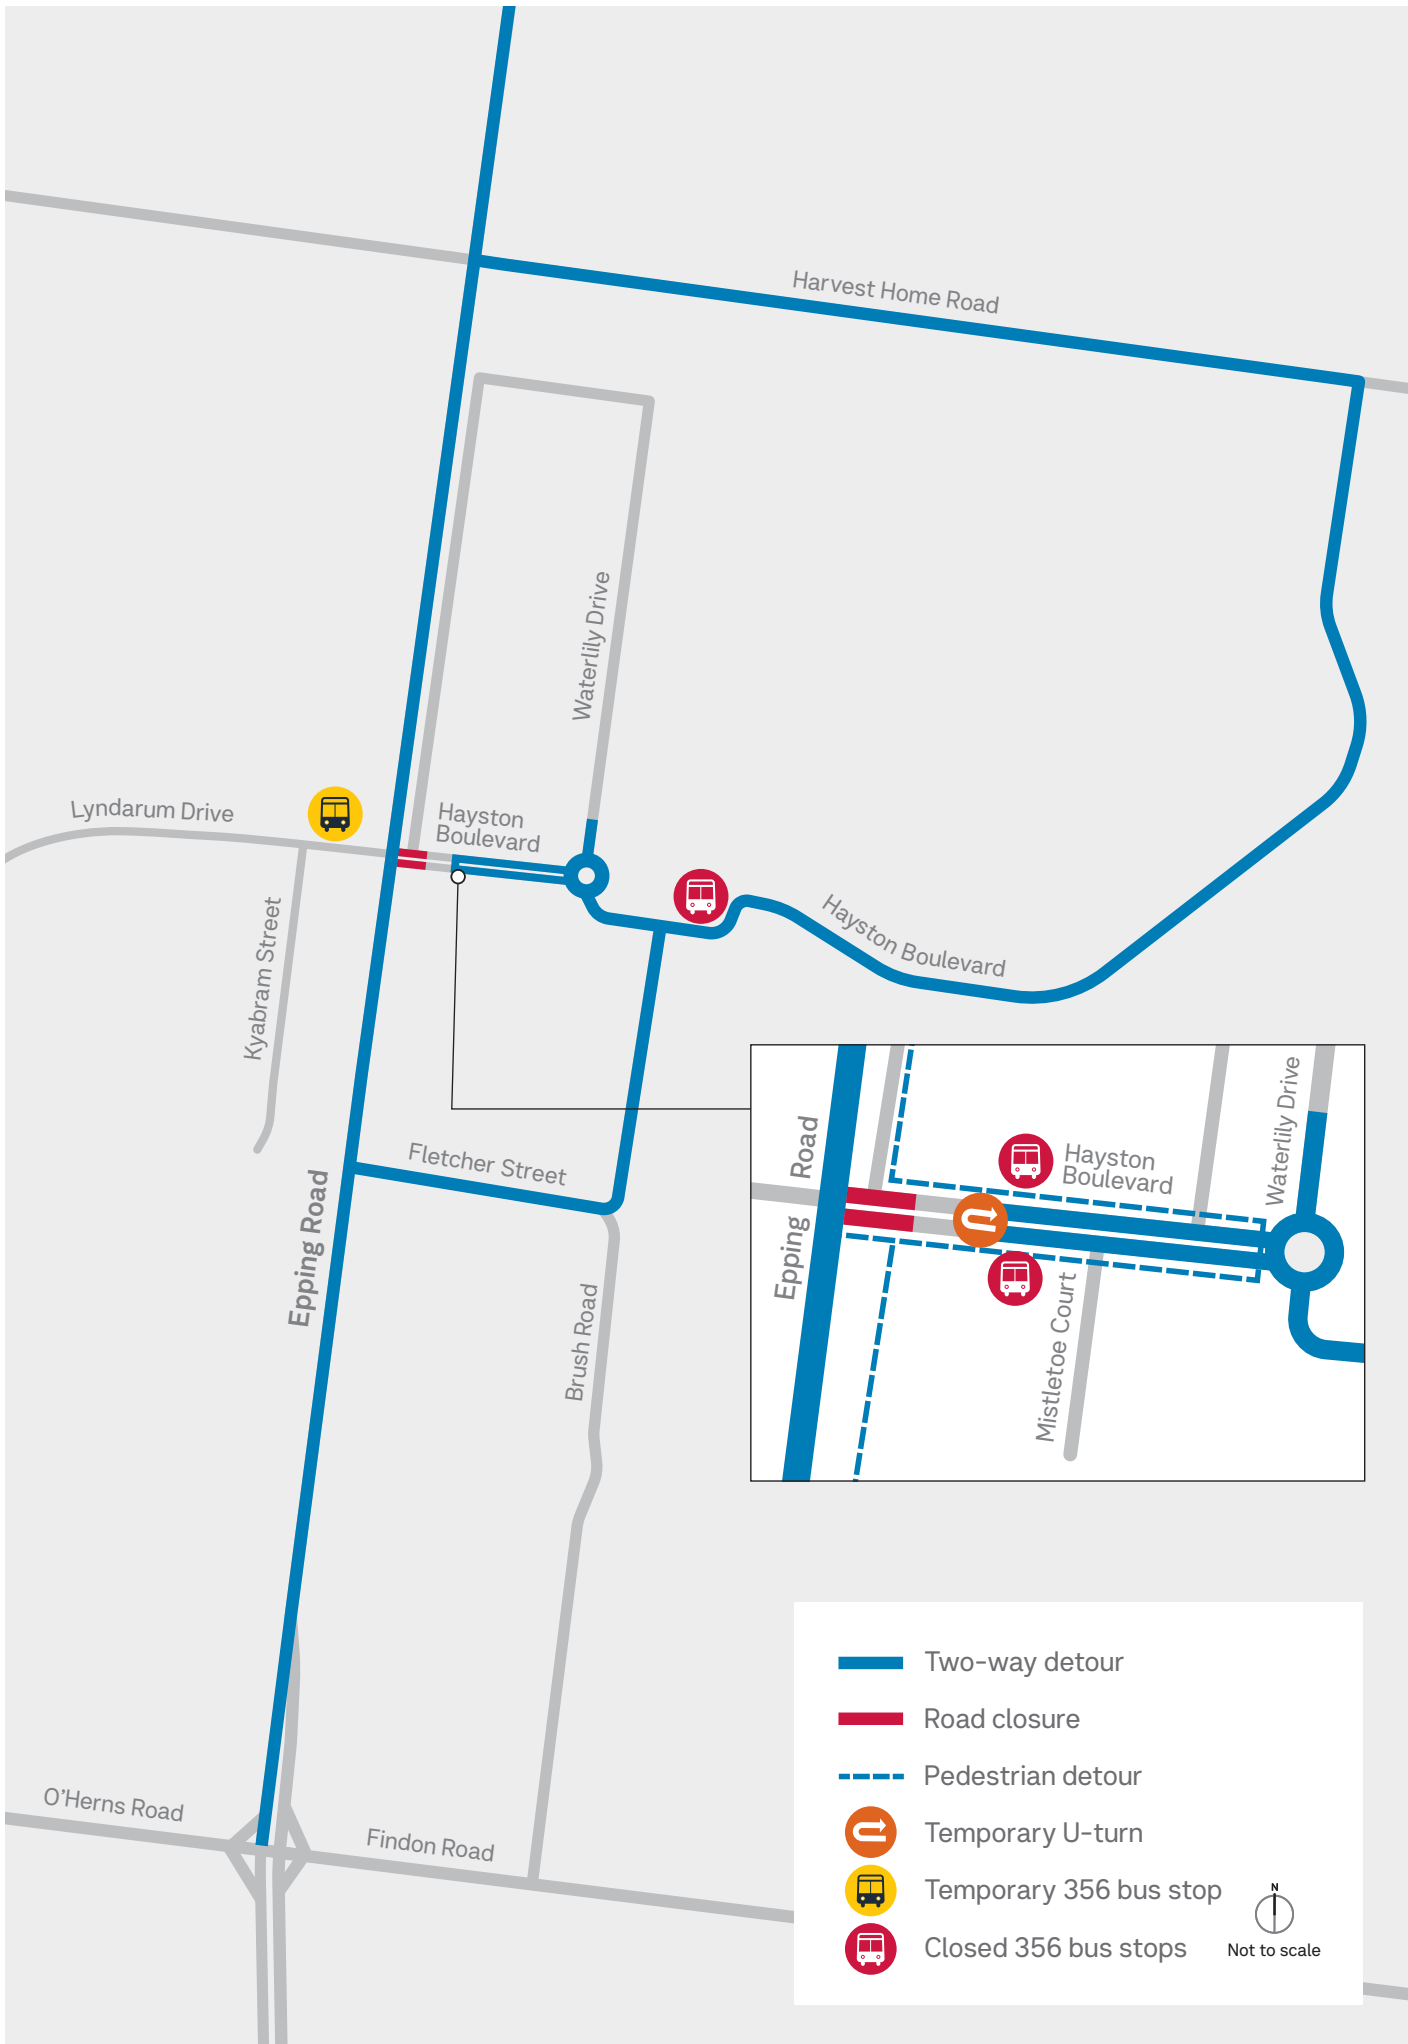 Harvest Home Road
Waterlily Drive
Lyndarum Drive
Hayston
Boulevard
Hayston Boulevard
Kyabram Street
Fletcher Street
Epping Road
Brush Road
O'Herns Road
Findon Road
Epping Road
Hayston
Boulevard
Waterlily Drive
Mistletoe Court
Two-way detour
Road closure
Pedestrian detour
Temporary U-turn
Temporary 356 bus stop
Closed 356 bus stops
N
Not to scale